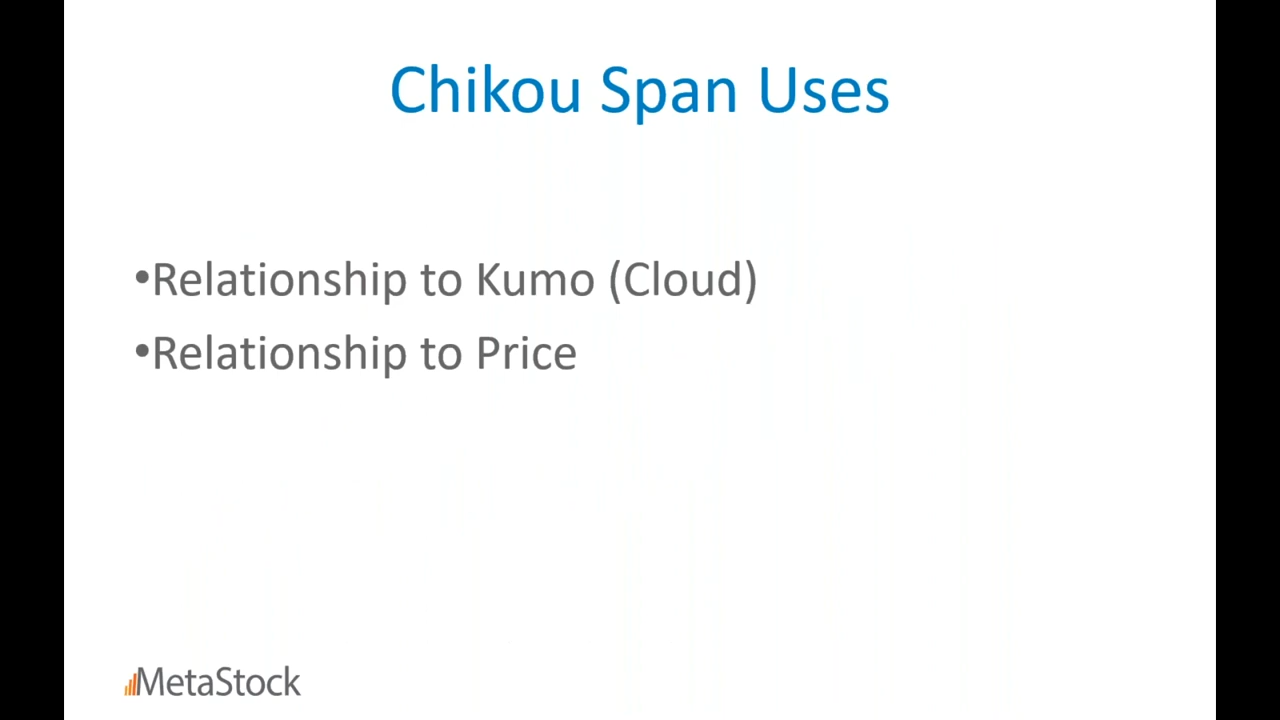 Chikou Span Uses
•Relationship to Kumo (Cloud)
•Relationship to Price
MetaStock